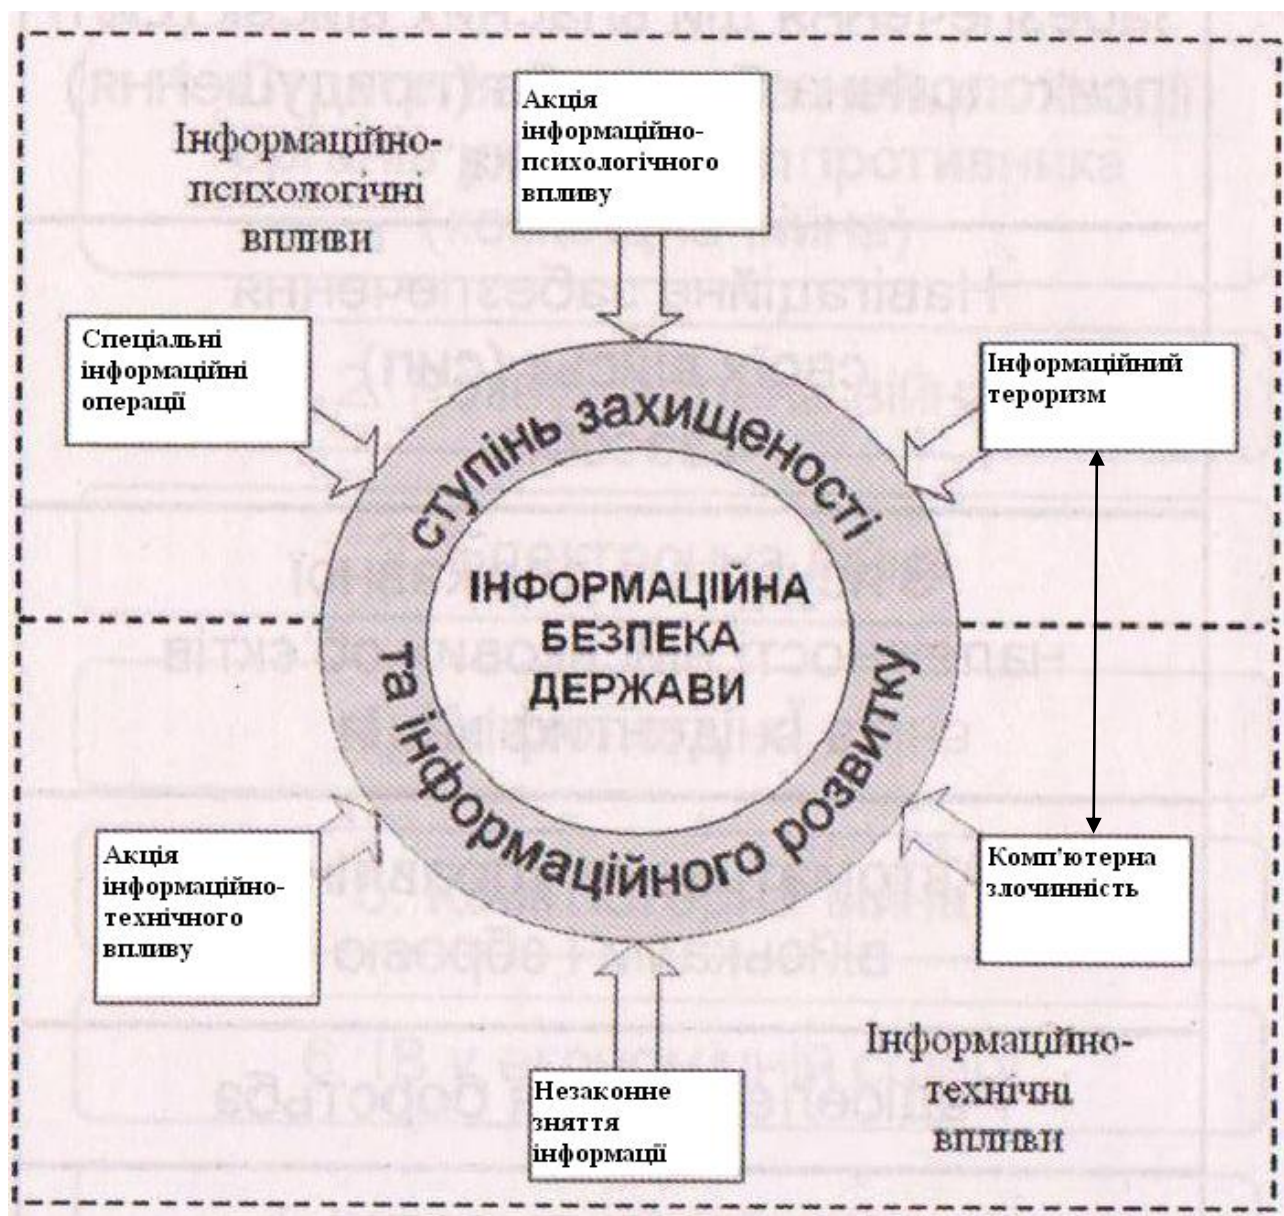 Акція
інформаційно-
психологічного
впливу
Інформаційно-
психологічні
впливи
Спеціальні
інформаційні
операції
Інформаційний
тероризм
ступінь захищеності
ІНФОРМАЦІЙНА
БЕЗПЕКА
ДЕРЖАВИ
та інформаційного розвитку
Акція
інформаційно-
технічного
впливу
Комп'ютерна
злочинність
Незаконне
зняття
інформації
Інформаційно-
технічні
впливи